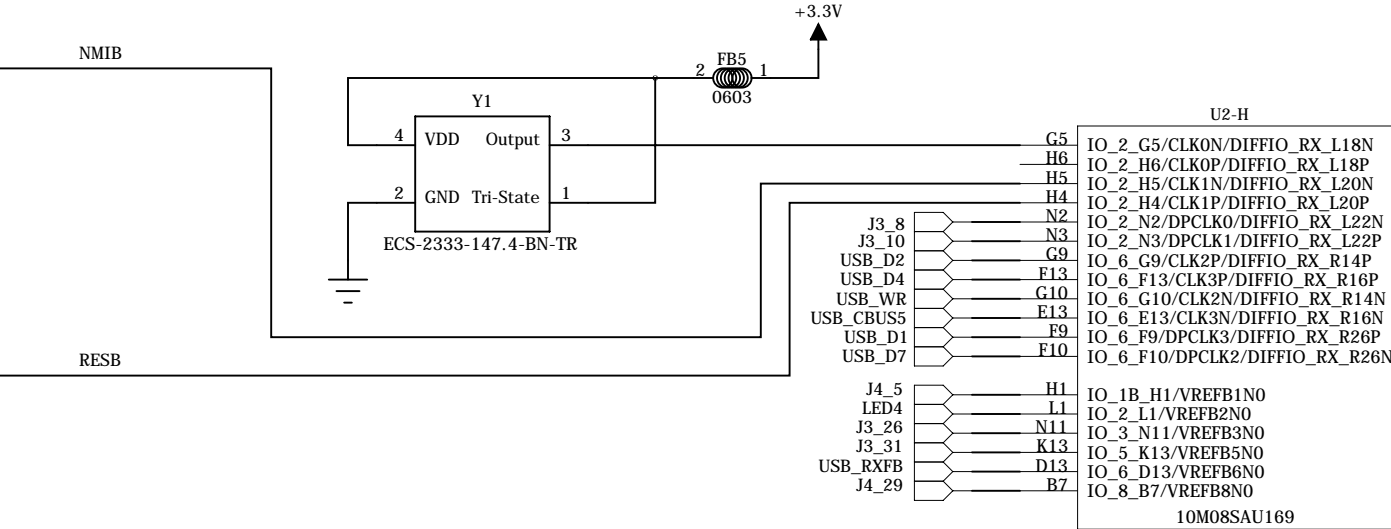 +3.3V
NMIB
FB5
2
1
0603
Y1
4 VDD Output 3
2 GND Tri-State 1
ECS-2333-147.4-BN-TR
RESB
U2-H
G5 IO_2_G5/CLK0N/DIFFIO_RX_L18N
H6 IO_2_H6/CLK0P/DIFFIO_RX_L18P
H5 IO_2_H5/CLK1N/DIFFIO_RX_L20N
H4 IO_2_H4/CLK1P/DIFFIO_RX_L20P
J3_8 N2 IO_2_N2/DPCLK0/DIFFIO_RX_L22N
J3_10 N3 IO_2_N3/DPCLK1/DIFFIO_RX_L22P
USB_D2 G9 IO_6_G9/CLK2P/DIFFIO_RX_R14P
USB_D4 F13 IO_6_F13/CLK3P/DIFFIO_RX_R16P
USB_WR G10 IO_6_G10/CLK2N/DIFFIO_RX_R14N
USB_CBUS5 E13 IO_6_E13/CLK3N/DIFFIO_RX_R16N
USB_D1 F9 IO_6_F9/DPCLK3/DIFFIO_RX_R26P
USB_D7 F10 IO_6_F10/DPCLK2/DIFFIO_RX_R26N
J4_5 H1 IO_1B_H1/VREFB1N0
LED4 L1 IO_2_L1/VREFB2N0
J3_26 N11 IO_3_N11/VREFB3N0
J3_31 K13 IO_5_K13/VREFB5N0
USB_RXFB D13 IO_6_D13/VREFB6N0
J4_29 B7 IO_8_B7/VREFB8N0
10M08SAU169